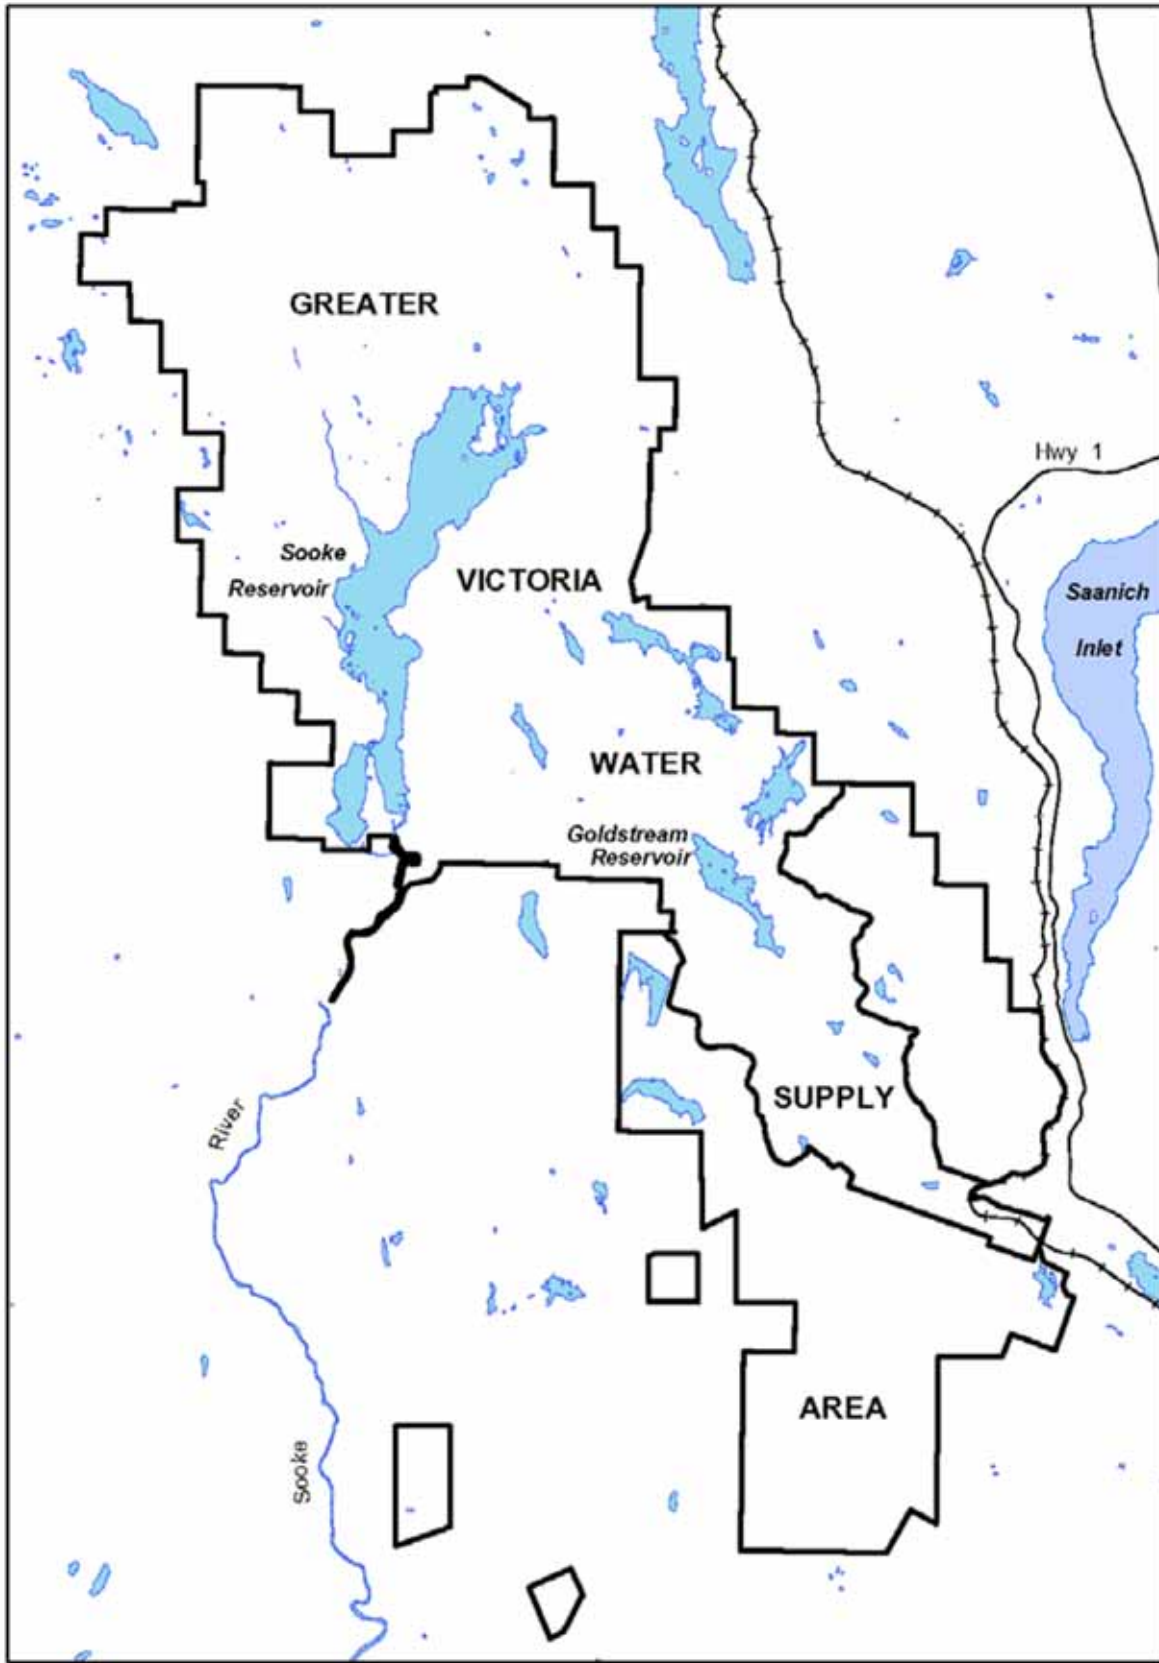 GREATER
Hwy 1
Sooke
Reservoir
VICTORIA
Saanich
Inlet
WATER
Goldstream
Reservoir
SUPPLY
River
AREA
Sooke